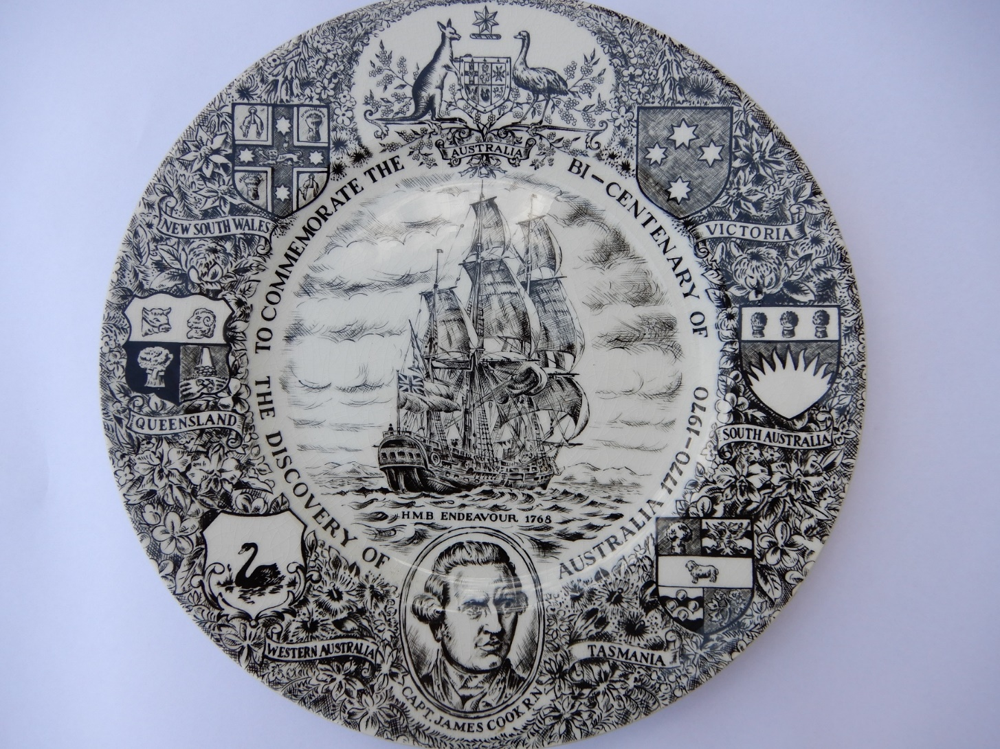 AUSTRALIA
NEW SOUTH WALES
VICTORIA
QUEENSLAND
SOUTH AUSTRALIA
WESTERN AUSTRALIA
TASMANIA
TO COMMEMORATE THE BI-CENTENARY OF
THE DISCOVERY OF AUSTRALIA 1770-1970
HMB ENDEAVOUR 1768
CAPT. JAMES COOK R.N.